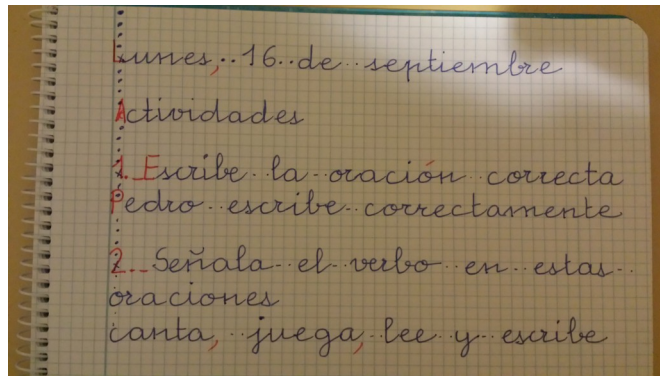 Lunes, 16 de septiembre
Actividades
1. Escribe la oración correcta
Pedro escribe correctamente
2. Señala el verbo en estas
oraciones
canta, juega, lee y escribe